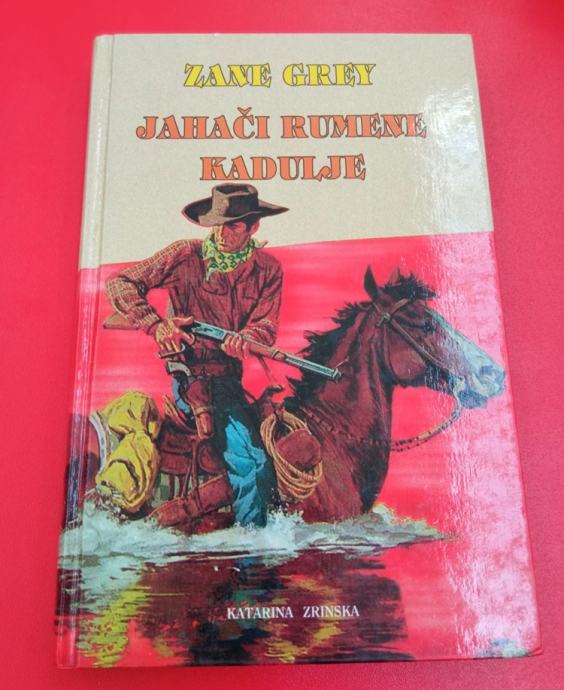 ZANE GREY
JAHAČI RUMENE
KADULJE
KATARINA ZRINSKA